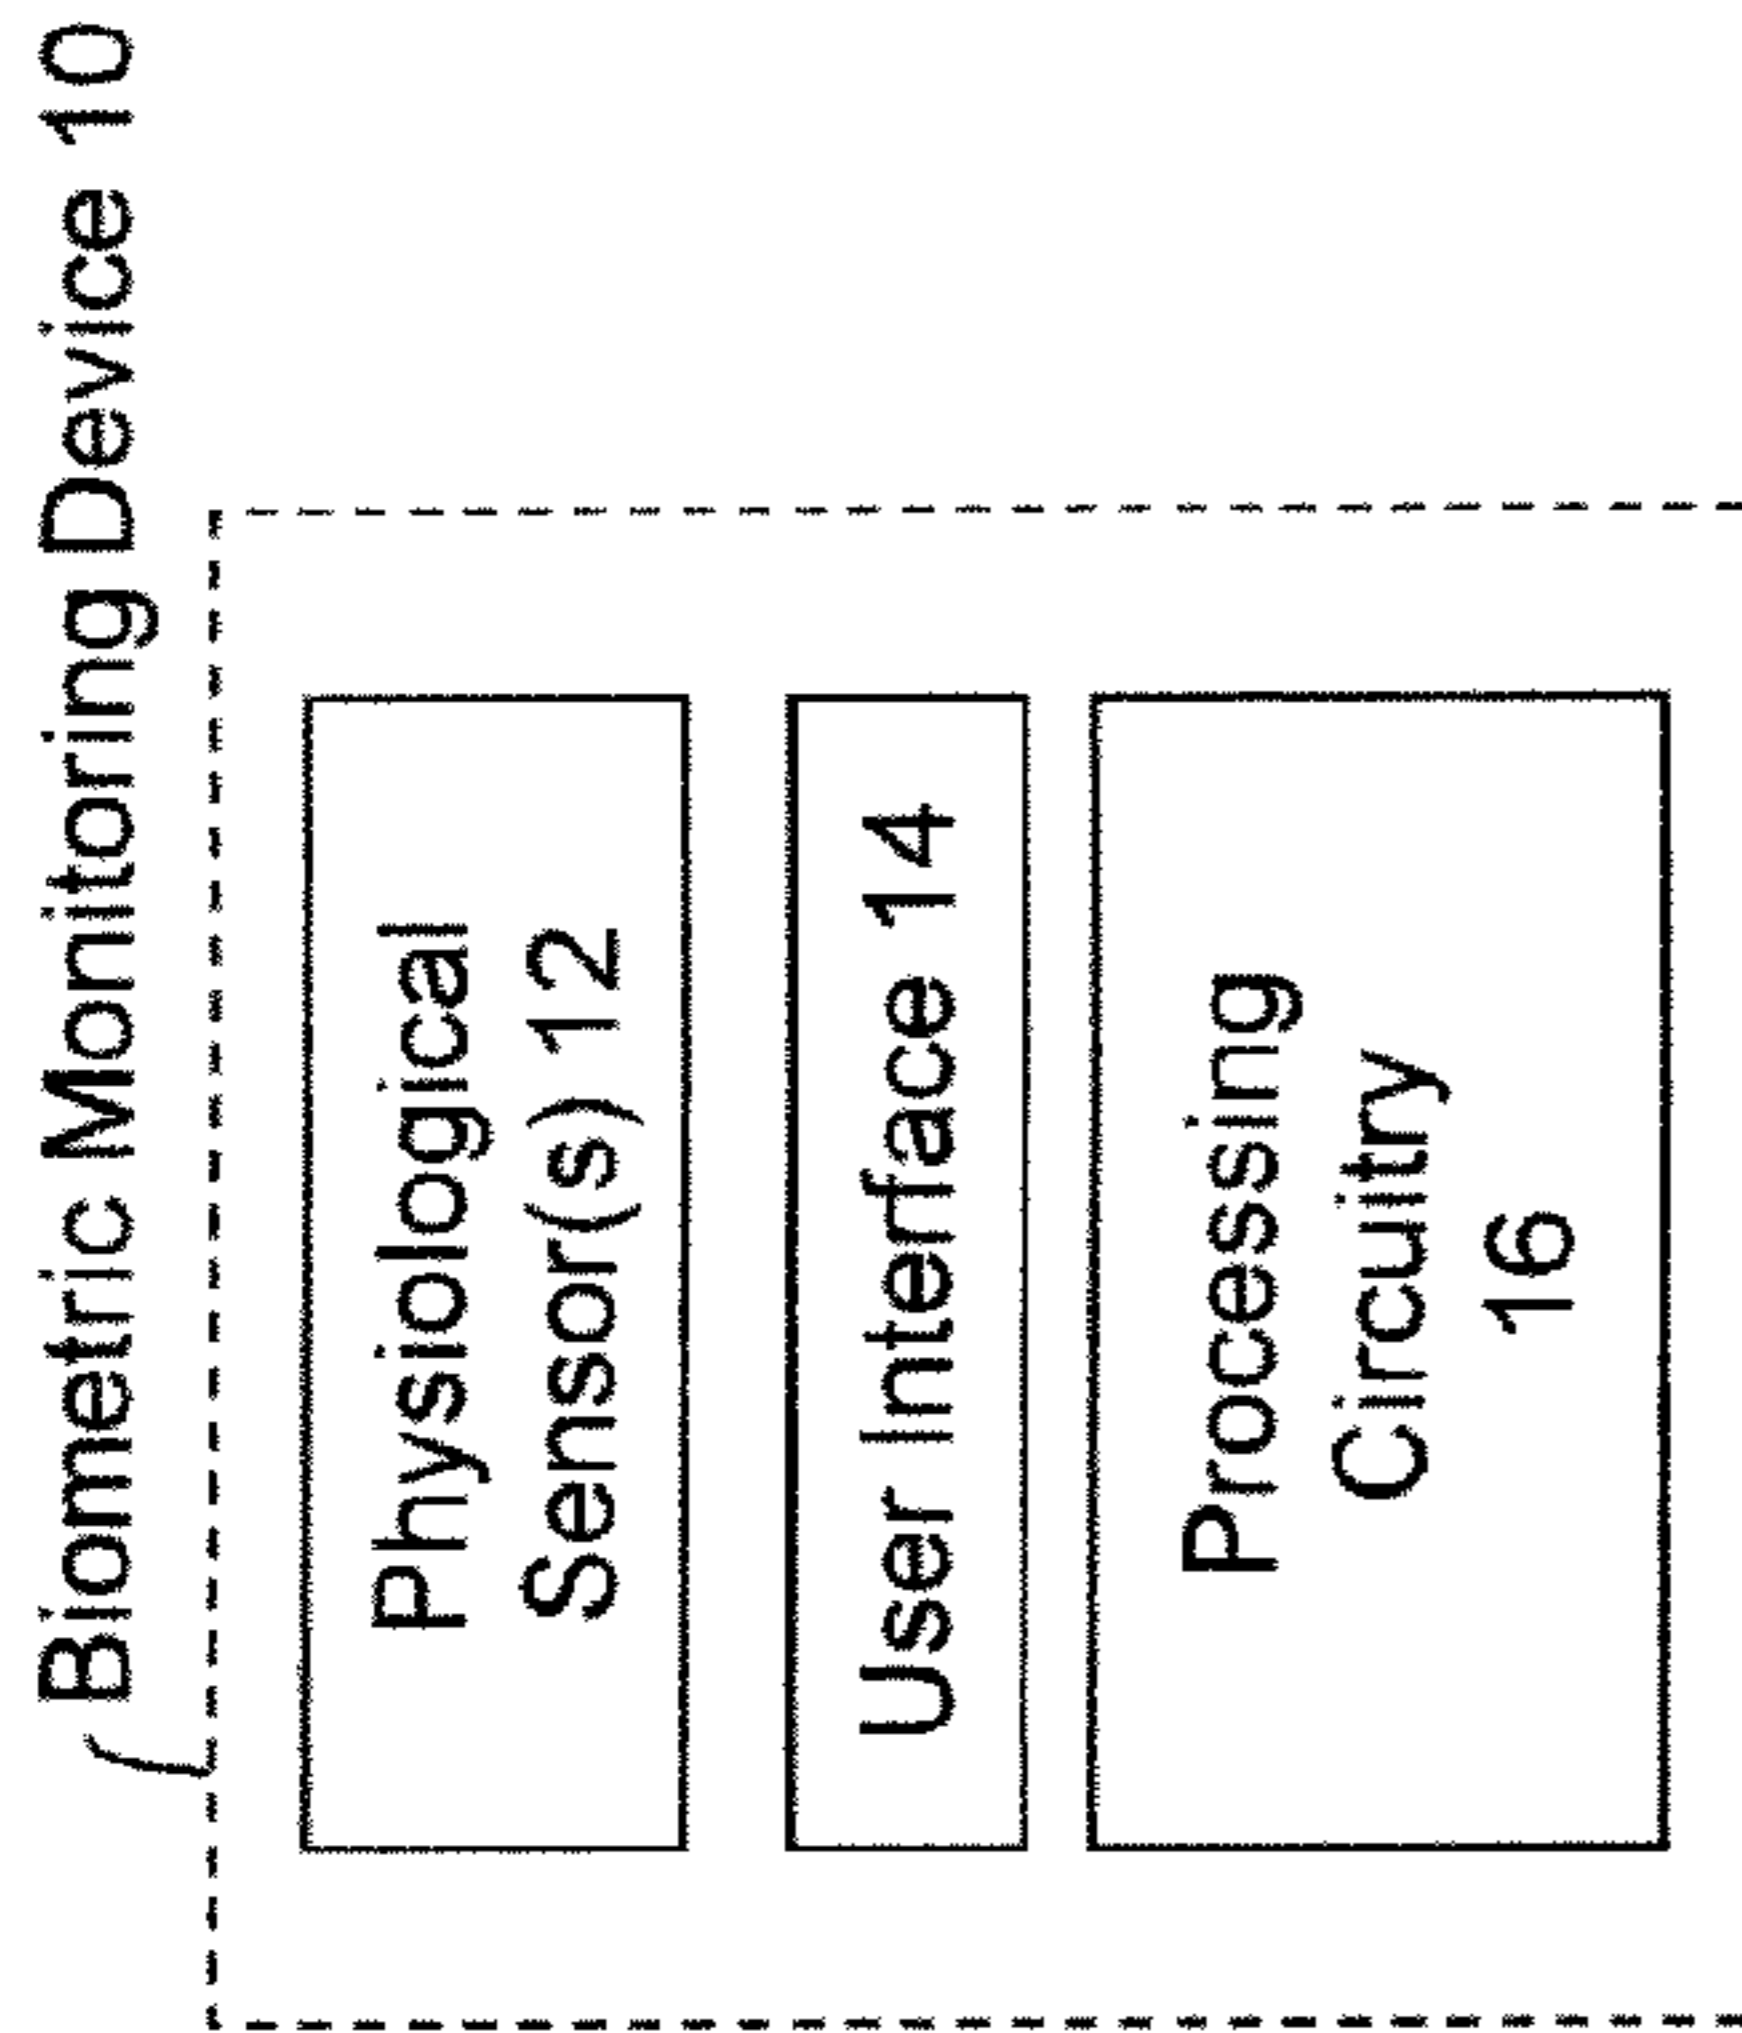 Biometric Monitoring Device 10
Physiological
Sensor(s) 12
User Interface 14
Processing
Circuitry
16